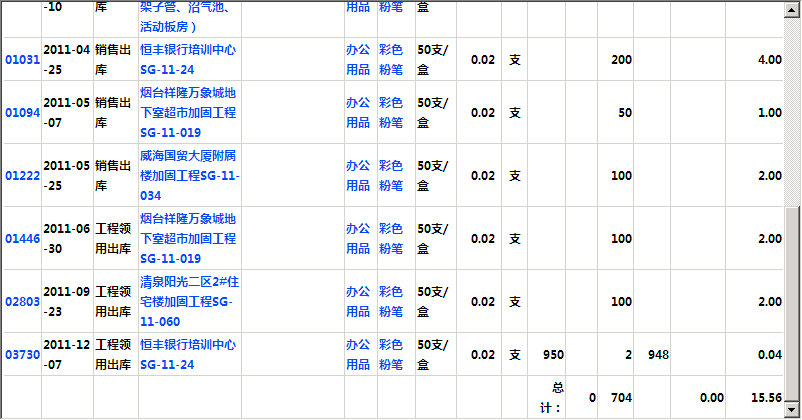 -10 库 架子管、沼气池、 用品 粉笔 盒
活动板房）
01031 2011-04-25 销售出库 恒丰银行培训中心SG-11-24 办公用品 彩色粉笔 50支/盒 0.02 支 200 4.00
01094 2011-05-07 销售出库 烟台祥隆万象城地下室超市加固工程SG-11-019 办公用品 彩色粉笔 50支/盒 0.02 支 50 1.00
01222 2011-05-25 销售出库 威海国贸大厦附属楼加固工程SG-11-034 办公用品 彩色粉笔 50支/盒 0.02 支 100 2.00
01446 2011-06-30 工程领用出库 烟台祥隆万象城地下室超市加固工程SG-11-019 办公用品 彩色粉笔 50支/盒 0.02 支 100 2.00
02803 2011-09-23 工程领用出库 清泉阳光二区2#住宅楼加固工程SG-11-060 办公用品 彩色粉笔 50支/盒 0.02 支 100 2.00
03730 2011-12-07 工程领用出库 恒丰银行培训中心SG-11-24 办公用品 彩色粉笔 50支/盒 0.02 支 950 2 948 0.04
总计： 0 704 0.00 15.56